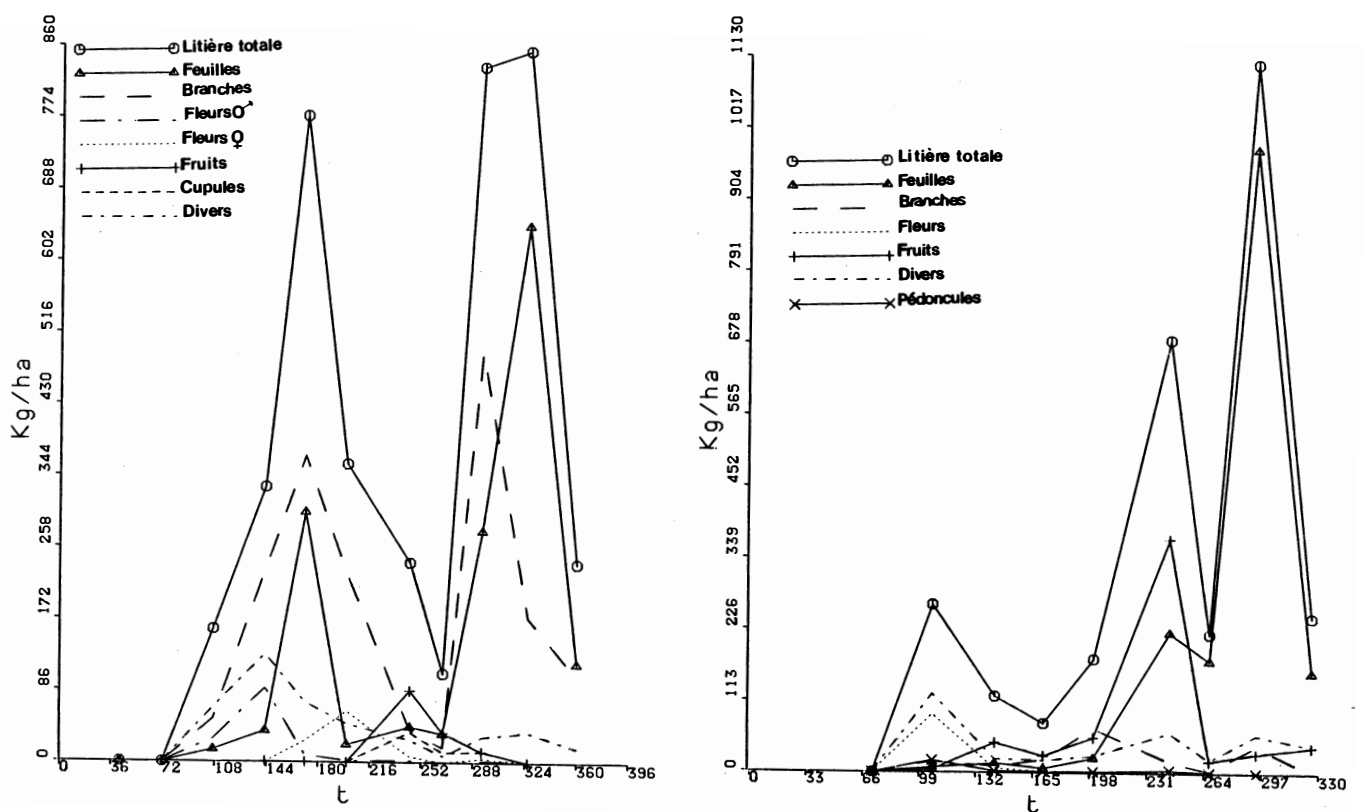 860
774
688
602
516
430
344
258
172
86
0
Kg/ha
Litière totale
Feuilles
Branches
Fleurs♂
Fleurs♀
Fruits
Cupules
Divers
0 36 72 108 144 180 216 252 288 324 360 396
t
1130
1017
904
791
678
565
452
339
226
113
0
Kg/ha
Litière totale
Feuilles
Branches
Fleurs
Fruits
Divers
Pédoncules
0 33 66 99 132 165 198 231 264 297 330
t